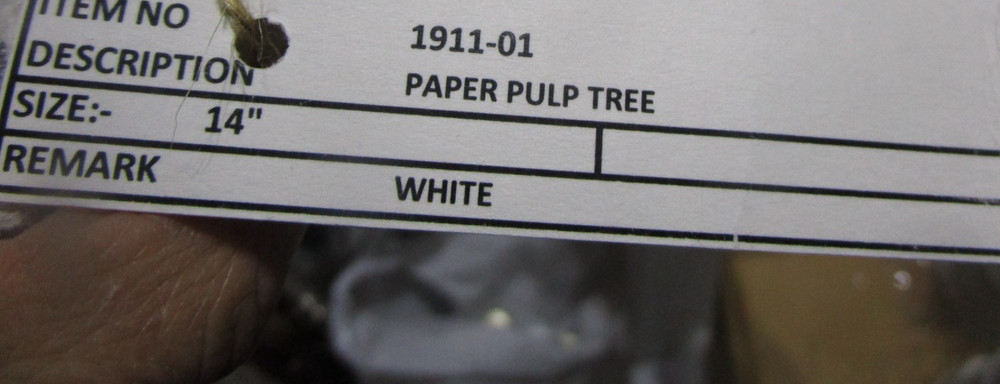 ITEM NO 1911-01
DESCRIPTION PAPER PULP TREE
SIZE:- 14"
REMARK WHITE